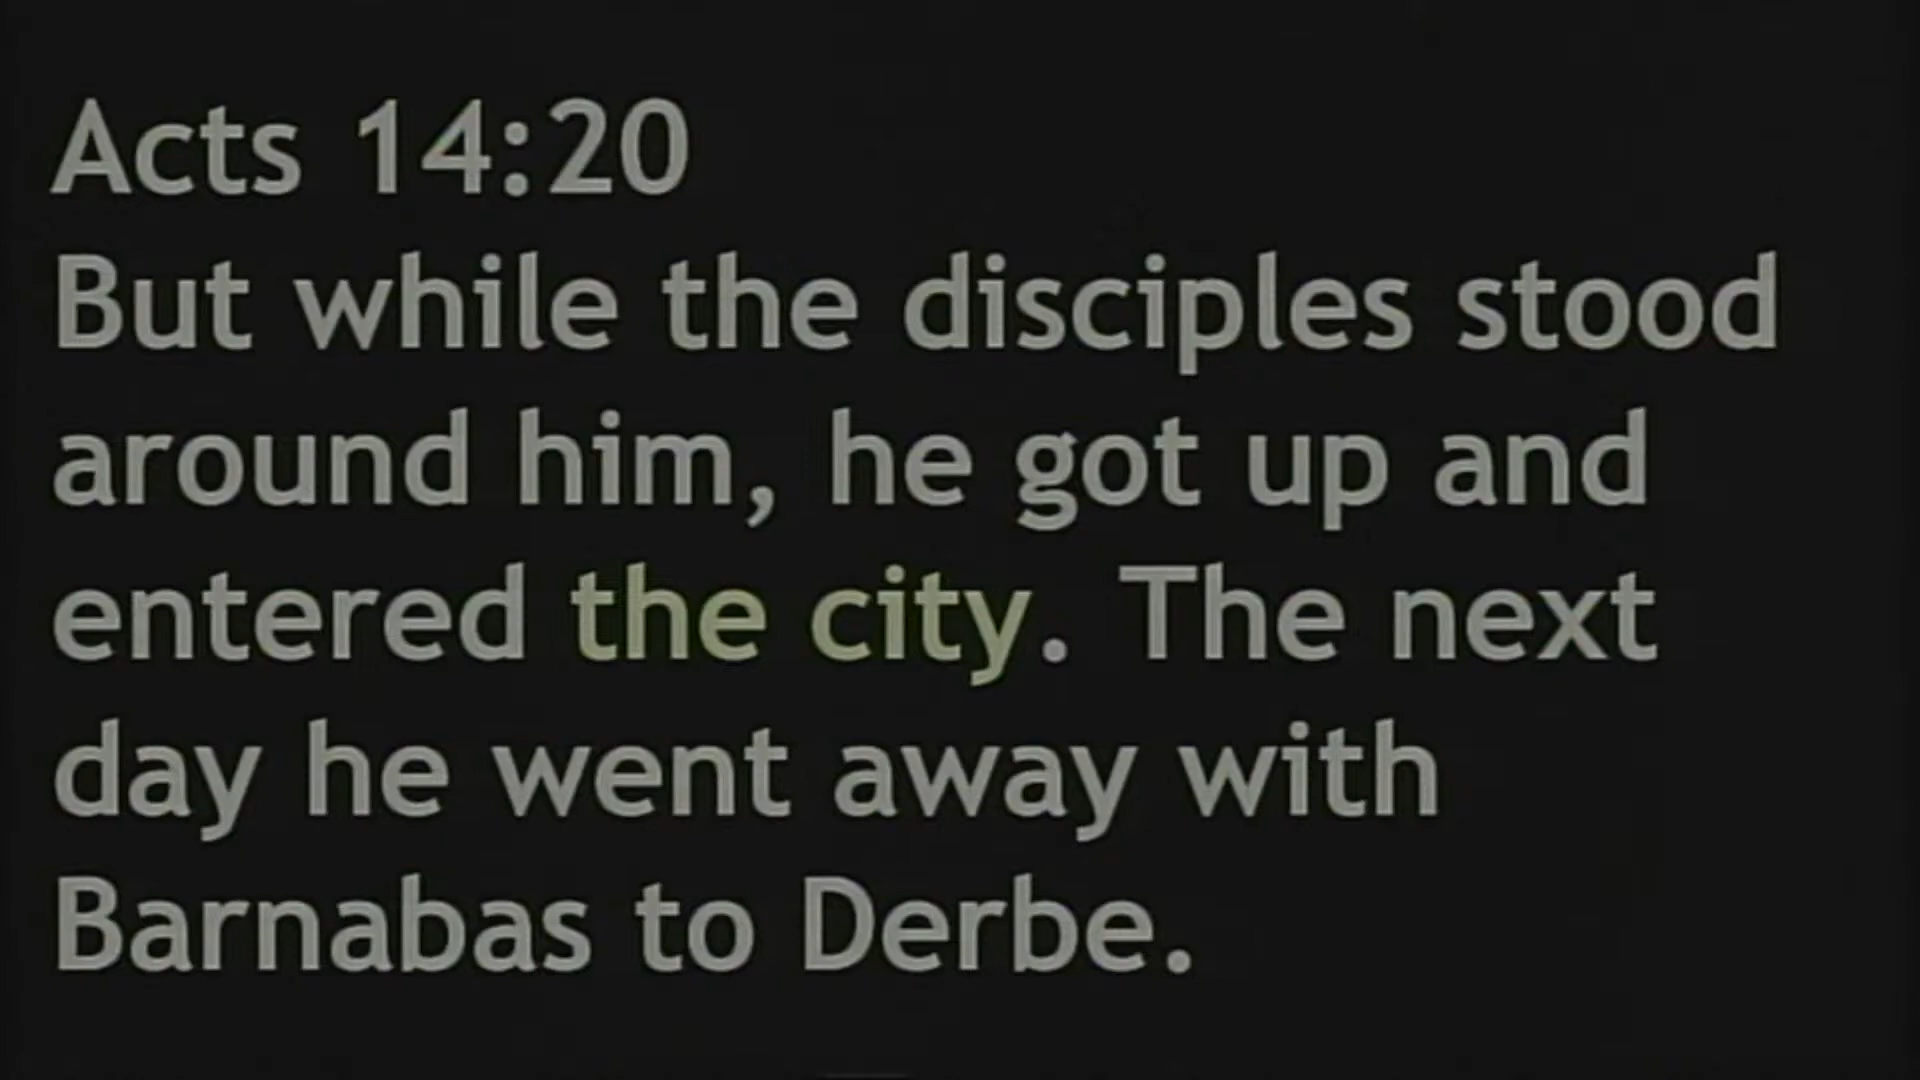 Acts 14:20
But while the disciples stood
around him, he got up and
entered the city. The next
day he went away with
Barnabas to Derbe.